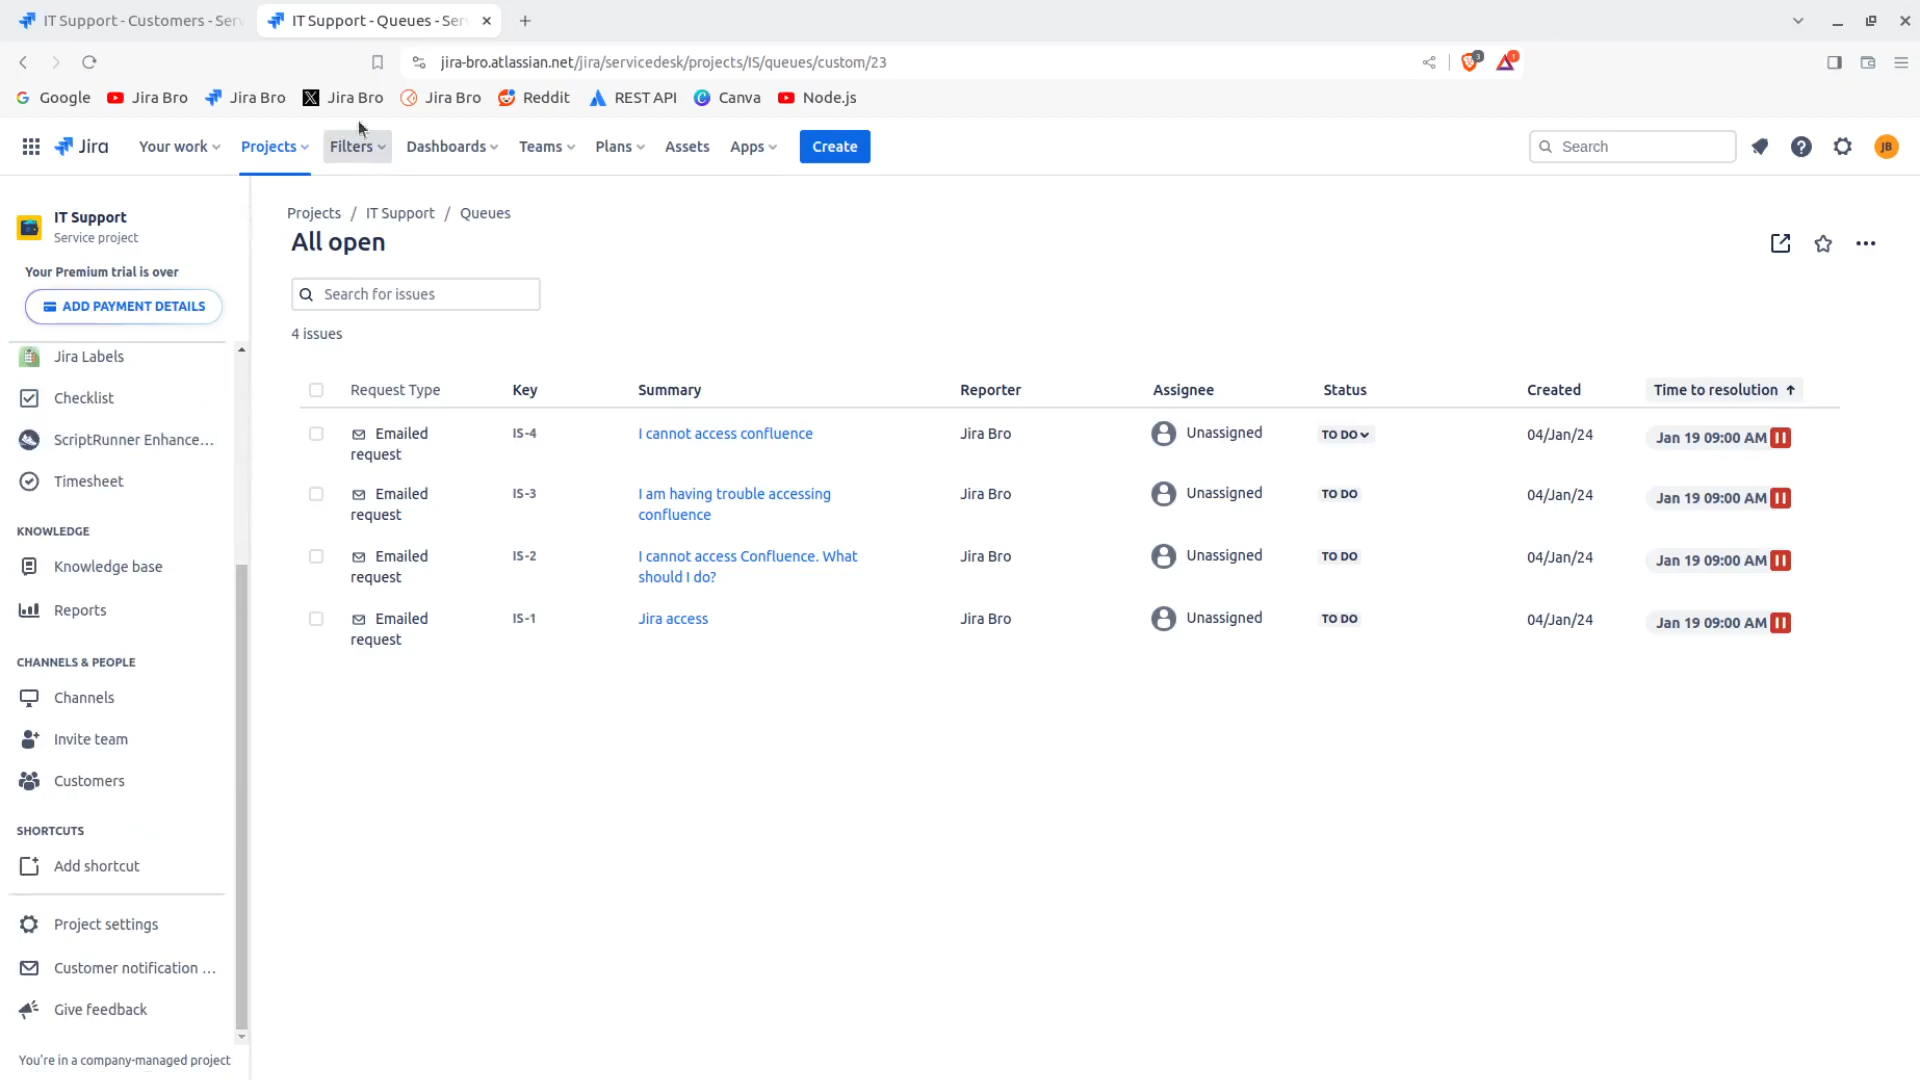 IT Support - Customers - Serv
IT Support - Queues - Ser
jira-bro.atlassian.net/jira/servicedesk/projects/IS/queues/custom/23
3
1
Google
Jira Bro
Jira Bro
Jira Bro
Jira Bro
Reddit
REST API
Canva
Node.js
Jira
Your work
Projects
Filters
Dashboards
Teams
Plans
Assets
Apps
Create
Search
JB
IT Support
Service project
Your Premium trial is over
ADD PAYMENT DETAILS
Jira Labels
Checklist
ScriptRunner Enhance...
Timesheet
KNOWLEDGE
Knowledge base
Reports
CHANNELS & PEOPLE
Channels
Invite team
Customers
SHORTCUTS
Add shortcut
Project settings
Customer notification ...
Give feedback
You're in a company-managed project
Projects / IT Support / Queues
All open
Search for issues
4 issues
Request Type Key Summary Reporter Assignee Status Created Time to resolution
Emailed request IS-4 I cannot access confluence Jira Bro Unassigned TO DO 04/Jan/24 Jan 19 09:00 AM
Emailed request IS-3 I am having trouble accessing confluence Jira Bro Unassigned TO DO 04/Jan/24 Jan 19 09:00 AM
Emailed request IS-2 I cannot access Confluence. What should I do? Jira Bro Unassigned TO DO 04/Jan/24 Jan 19 09:00 AM
Emailed request IS-1 Jira access Jira Bro Unassigned TO DO 04/Jan/24 Jan 19 09:00 AM